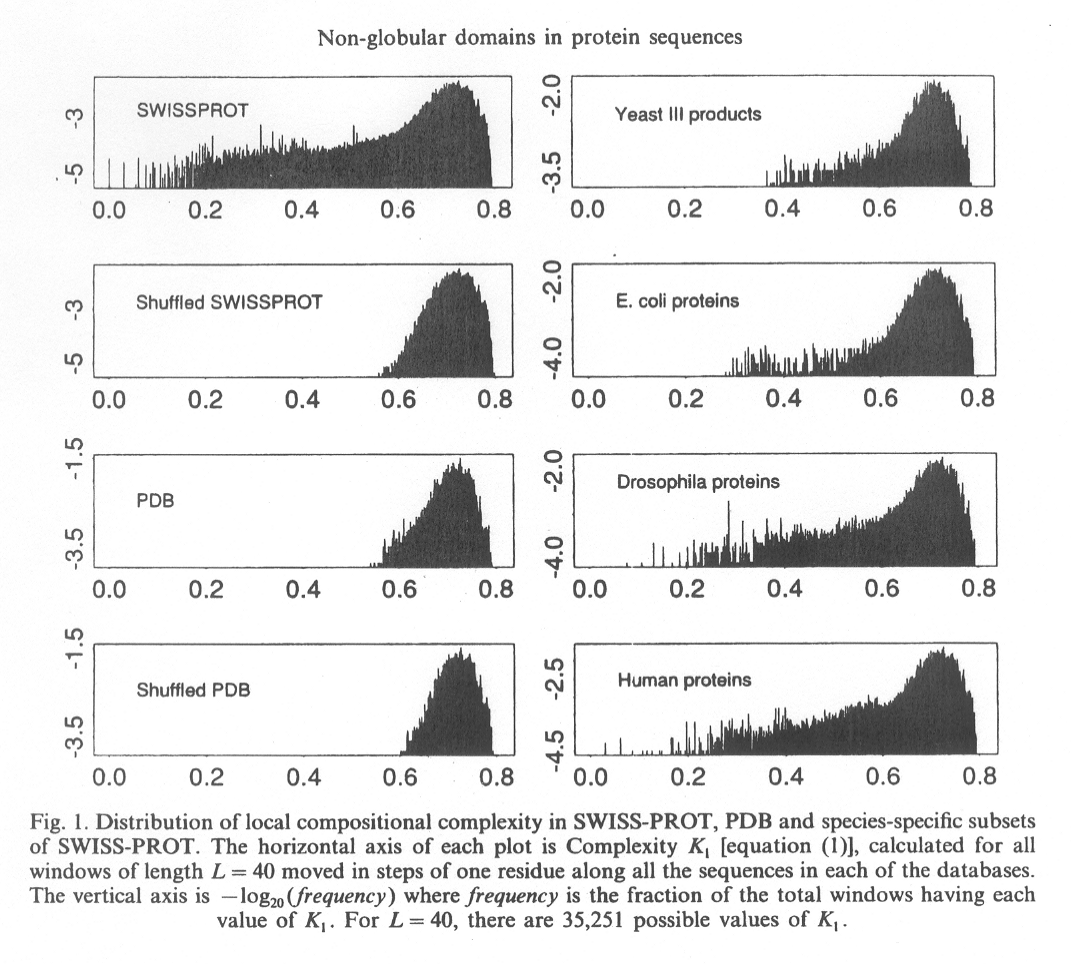 Non-globular domains in protein sequences
SWISSPROT
-3
-5
0.0 0.2 0.4 0.6 0.8
Yeast III products
-2.0
-3.5
0.0 0.2 0.4 0.6 0.8
Shuffled SWISSPROT
-3
-5
0.0 0.2 0.4 0.6 0.8
E. coli proteins
-2.0
-4.0
0.0 0.2 0.4 0.6 0.8
PDB
-1.5
-3.5
0.0 0.2 0.4 0.6 0.8
Drosophila proteins
-2.0
-4.0
0.0 0.2 0.4 0.6 0.8
Shuffled PDB
-1.5
-3.5
0.0 0.2 0.4 0.6 0.8
Human proteins
-2.5
-4.5
0.0 0.2 0.4 0.6 0.8
Fig. 1. Distribution of local compositional complexity in SWISS-PROT, PDB and species-specific subsets
of SWISS-PROT. The horizontal axis of each plot is Complexity K₁ [equation (1)], calculated for all
windows of length L = 40 moved in steps of one residue along all the sequences in each of the databases.
The vertical axis is −log₂₀(frequency) where frequency is the fraction of the total windows having each
value of K₁. For L = 40, there are 35,251 possible values of K₁.